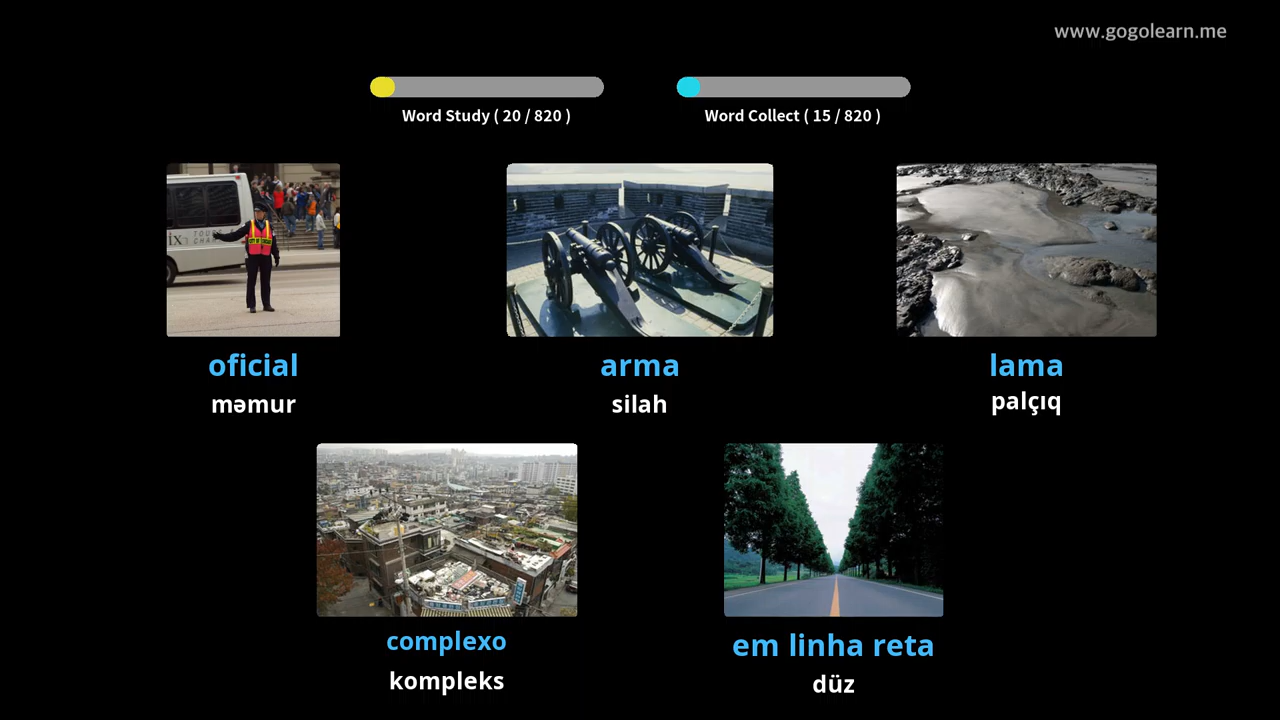 www.gogolearn.me
Word Study ( 20 / 820 )
Word Collect ( 15 / 820 )
oficial
məmur
arma
silah
lama
palçıq
complexo
kompleks
em linha reta
düz